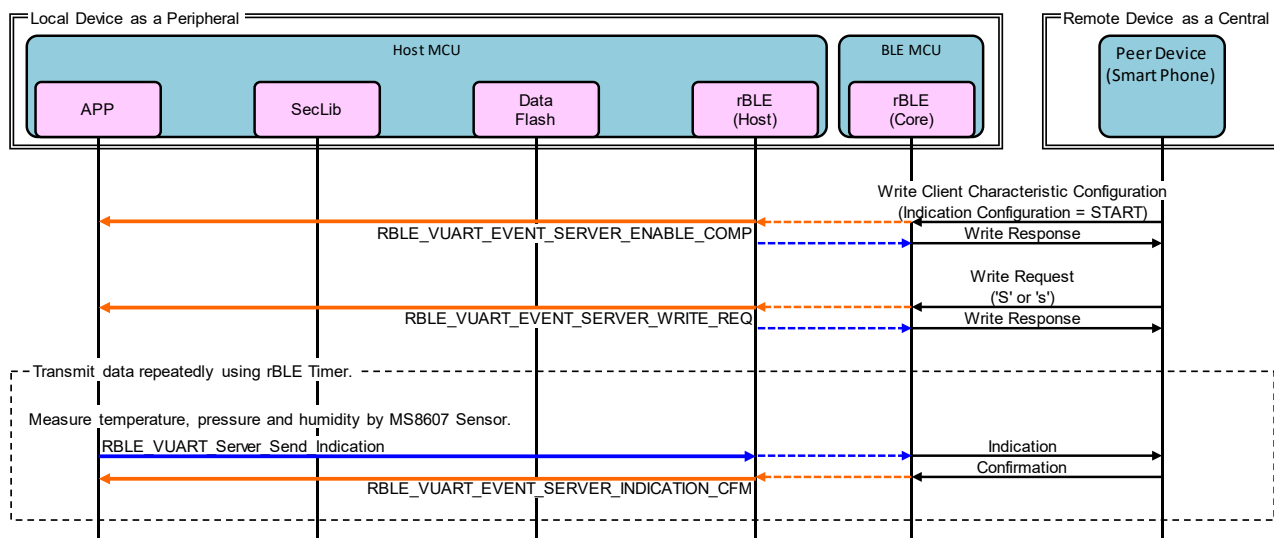 Local Device as a Peripheral
Remote Device as a Central
Host MCU
BLE MCU
Peer Device
(Smart Phone)
APP
SecLib
Data
Flash
rBLE
(Host)
rBLE
(Core)
Write Client Characteristic Configuration
(Indication Configuration = START)
RBLE_VUART_EVENT_SERVER_ENABLE_COMP
Write Response
Write Request
('S' or 's')
RBLE_VUART_EVENT_SERVER_WRITE_REQ
Write Response
Transmit data repeatedly using rBLE Timer.
Measure temperature, pressure and humidity by MS8607 Sensor.
RBLE_VUART_Server_Send_Indication
Indication
Confirmation
RBLE_VUART_EVENT_SERVER_INDICATION_CFM